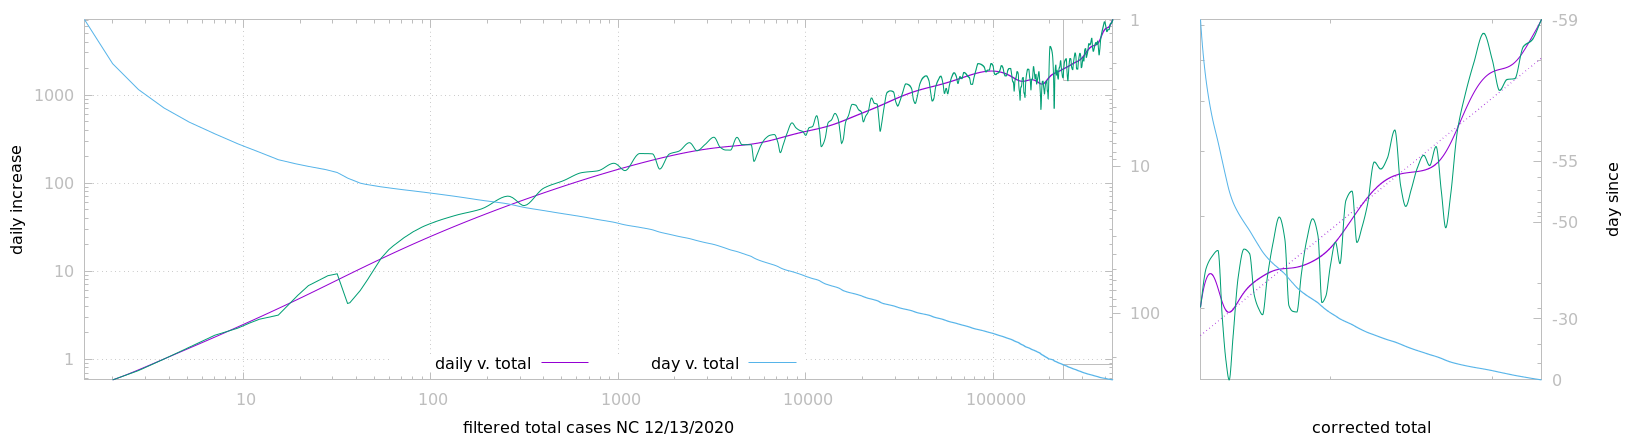 daily increase
1000
100
10
1
10
100
1000
10000
100000
1
10
100
daily v. total
day v. total
filtered total cases NC 12/13/2020
-59
-55
-50
-30
0
day since
corrected total